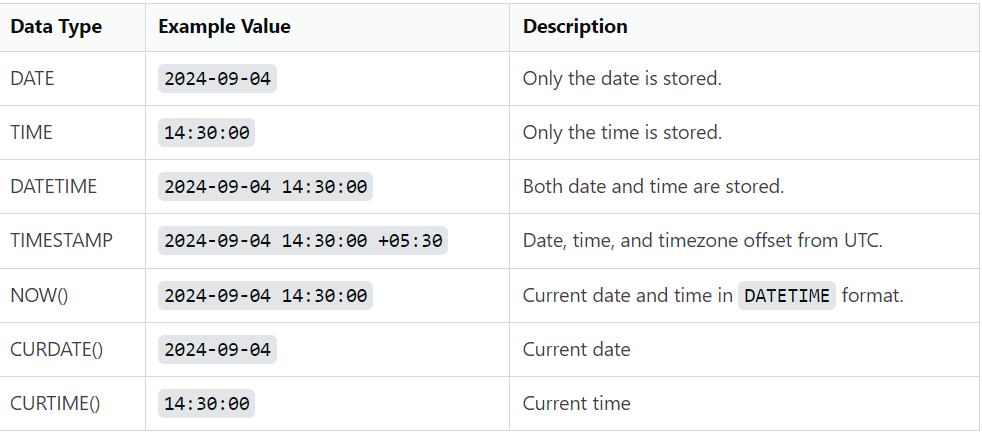 Data Type Example Value Description
DATE 2024-09-04 Only the date is stored.
TIME 14:30:00 Only the time is stored.
DATETIME 2024-09-04 14:30:00 Both date and time are stored.
TIMESTAMP 2024-09-04 14:30:00 +05:30 Date, time, and timezone offset from UTC.
NOW() 2024-09-04 14:30:00 Current date and time in DATETIME format.
CURDATE() 2024-09-04 Current date
CURTIME() 14:30:00 Current time